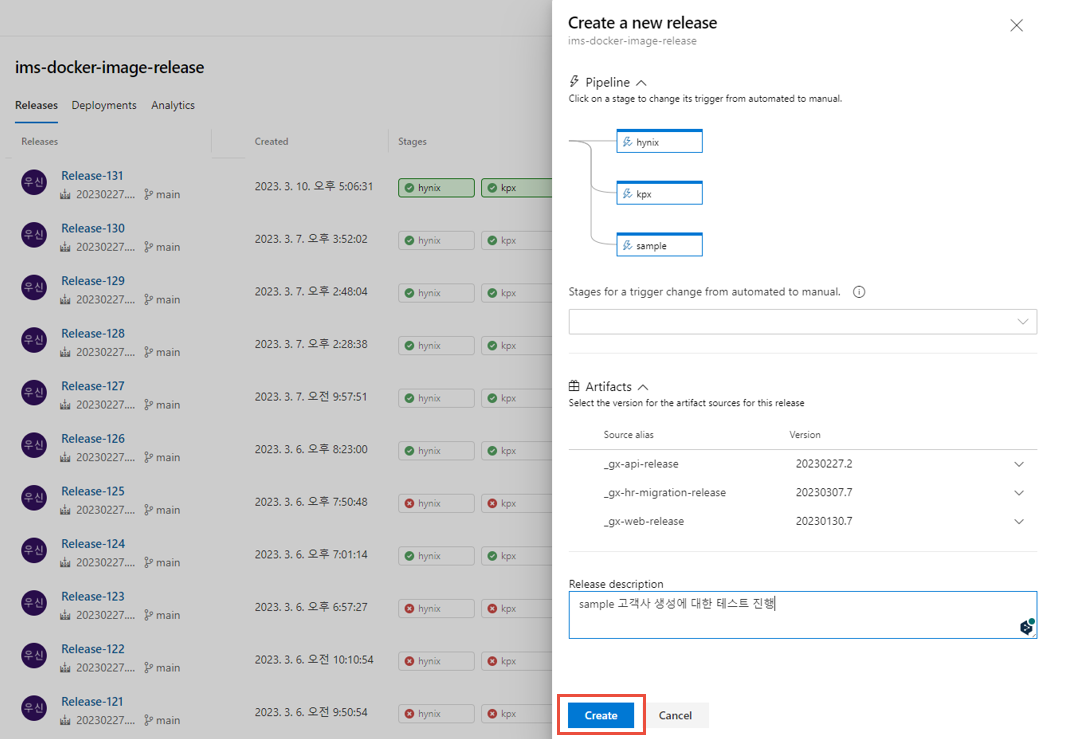 ims-docker-image-release
Releases Deployments Analytics
Releases Created Stages
우신 Release-131 2023. 3. 10. 오후 5:06:31 hynix kpx
20230227.... main
우신 Release-130 2023. 3. 7. 오후 3:52:02 hynix kpx
20230227.... main
우신 Release-129 2023. 3. 7. 오후 2:48:04 hynix kpx
20230227.... main
우신 Release-128 2023. 3. 7. 오후 2:28:38 hynix kpx
20230227.... main
우신 Release-127 2023. 3. 7. 오전 9:57:51 hynix kpx
20230227.... main
우신 Release-126 2023. 3. 6. 오후 8:23:00 hynix kpx
20230227.... main
우신 Release-125 2023. 3. 6. 오후 7:50:48 hynix kpx
20230227.... main
우신 Release-124 2023. 3. 6. 오후 7:01:14 hynix kpx
20230227.... main
우신 Release-123 2023. 3. 6. 오후 6:57:27 hynix kpx
20230227.... main
우신 Release-122 2023. 3. 6. 오전 10:10:54 hynix kpx
20230227.... main
우신 Release-121 2023. 3. 6. 오전 9:50:54 hynix kpx
20230227.... main
Create a new release
ims-docker-image-release
Pipeline
Click on a stage to change its trigger from automated to manual.
hynix
kpx
sample
Stages for a trigger change from automated to manual.
Artifacts
Select the version for the artifact sources for this release
Source alias Version
_gx-api-release 20230227.2
_gx-hr-migration-release 20230307.7
_gx-web-release 20230130.7
Release description
sample 고객사 생성에 대한 테스트 진행
Create Cancel